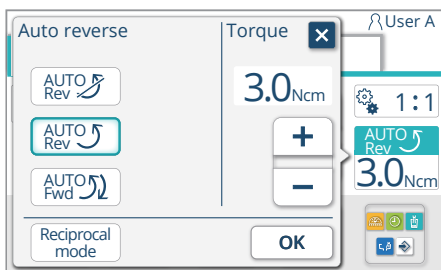 Auto reverse
Torque
User A
AUTO
Rev
3.0Ncm
1:1
AUTO
Rev
+
AUTO
Rev
3.0Ncm
AUTO
Fwd
−
Reciprocal
mode
OK